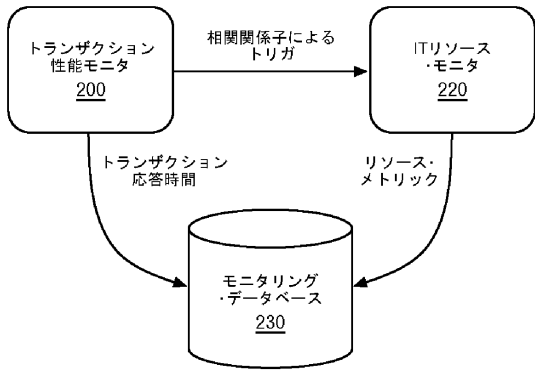 トランザクション
性能モニタ
200
相関関係子による
トリガ
ITリソース
・モニタ
220
トランザクション
応答時間
リソース・
メトリック
モニタリング
・データベース
230